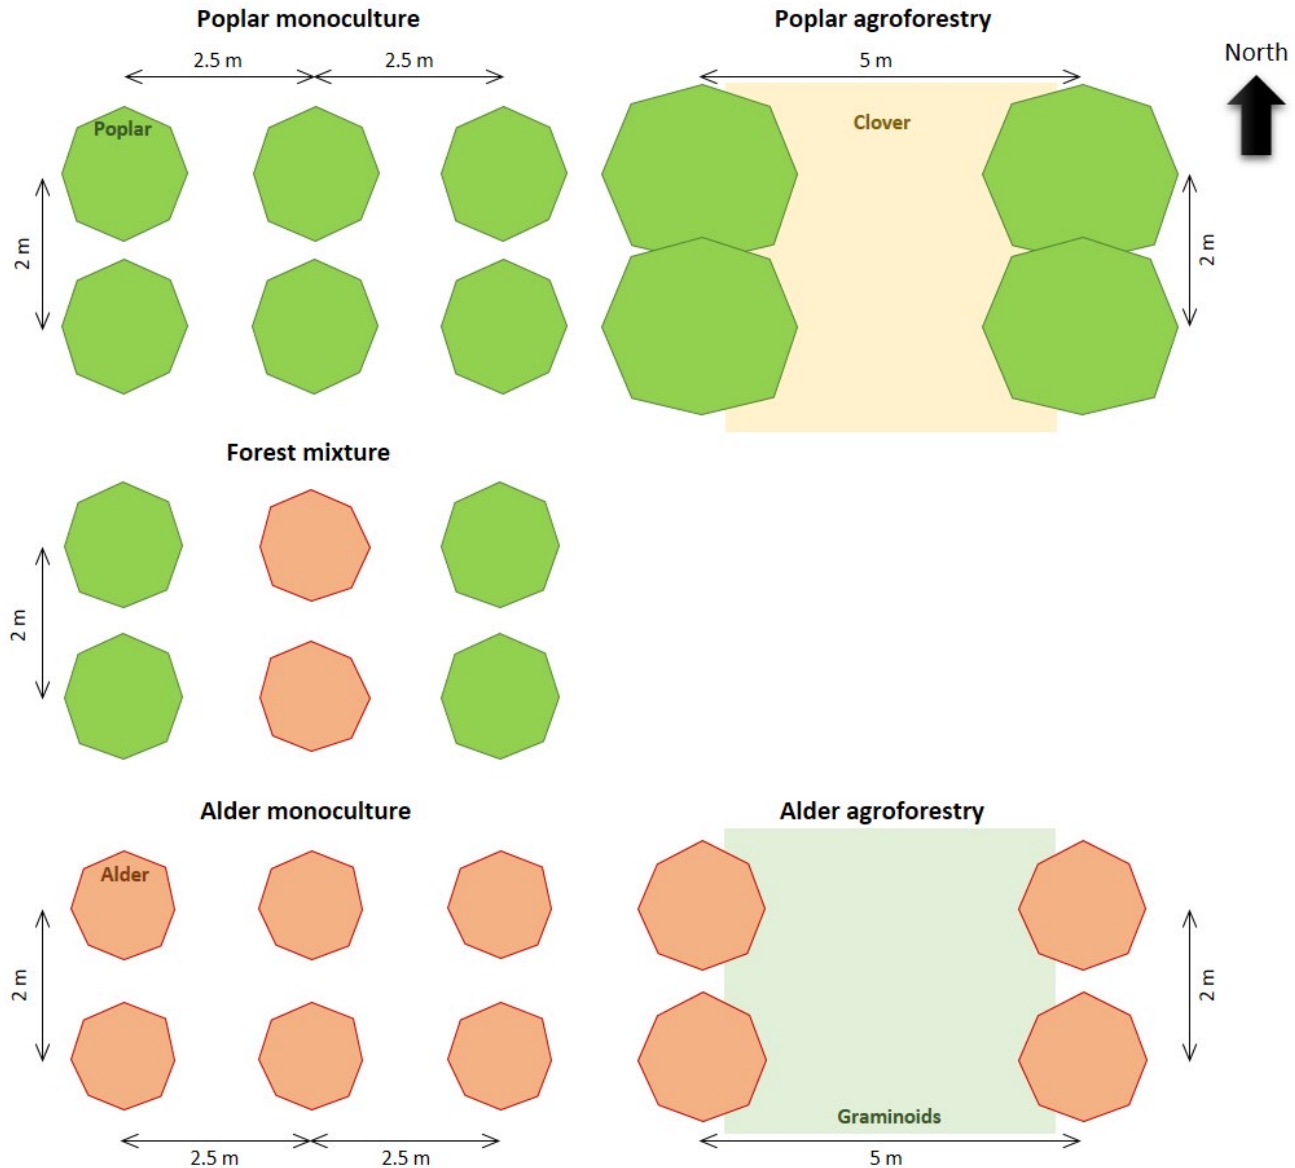 Poplar monoculture
Poplar agroforestry
2.5 m
2.5 m
5 m
North
Poplar
Clover
2 m
2 m
Forest mixture
2 m
Alder monoculture
Alder agroforestry
Alder
2 m
2 m
Graminoids
2.5 m
2.5 m
5 m